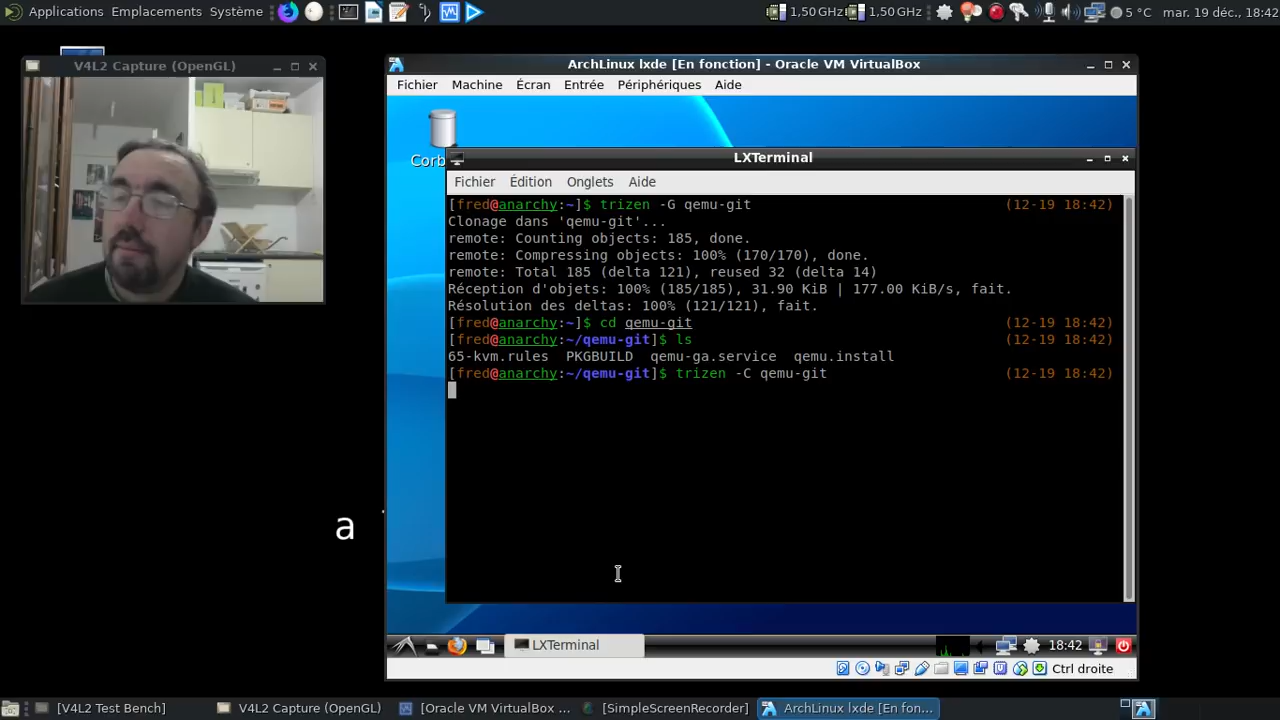 Applications Emplacements Système
1,50 GHz 1,50 GHz 5 °C mar. 19 déc., 18:42
V4L2 Capture (OpenGL)
ArchLinux lxde [En fonction] - Oracle VM VirtualBox
Fichier Machine Écran Entrée Périphériques Aide
Corb
LXTerminal
Fichier Édition Onglets Aide
[fred@anarchy:~]$ trizen -G qemu-git (12-19 18:42)
Clonage dans 'qemu-git'...
remote: Counting objects: 185, done.
remote: Compressing objects: 100% (170/170), done.
remote: Total 185 (delta 121), reused 32 (delta 14)
Réception d'objets: 100% (185/185), 31.90 KiB | 177.00 KiB/s, fait.
Résolution des deltas: 100% (121/121), fait.
[fred@anarchy:~]$ cd qemu-git (12-19 18:42)
[fred@anarchy:~/qemu-git]$ ls (12-19 18:42)
65-kvm.rules PKGBUILD qemu-ga.service qemu.install
[fred@anarchy:~/qemu-git]$ trizen -C qemu-git (12-19 18:42)
a
LXTerminal 18:42
Ctrl droite
[V4L2 Test Bench] V4L2 Capture (OpenGL) [Oracle VM VirtualBox ... [SimpleScreenRecorder] ArchLinux lxde [En fon...